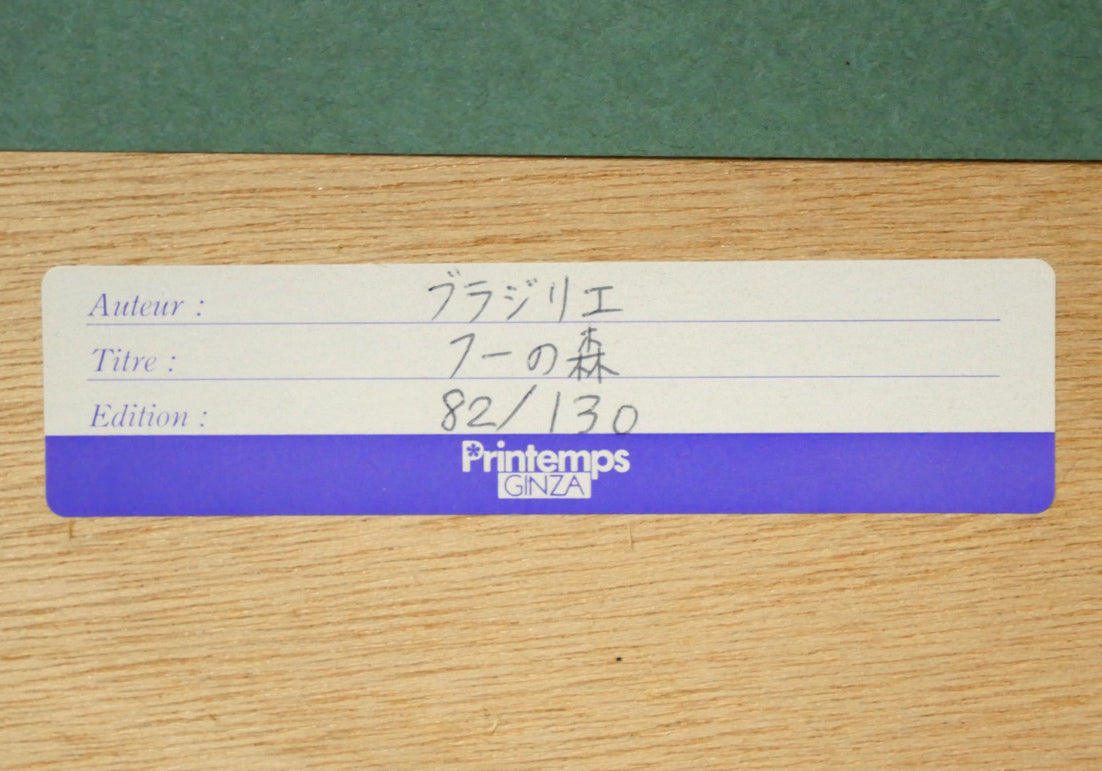 Auteur : ブラジリエ
Titre : フーの森
Edition : 82/130
Printemps
GINZA